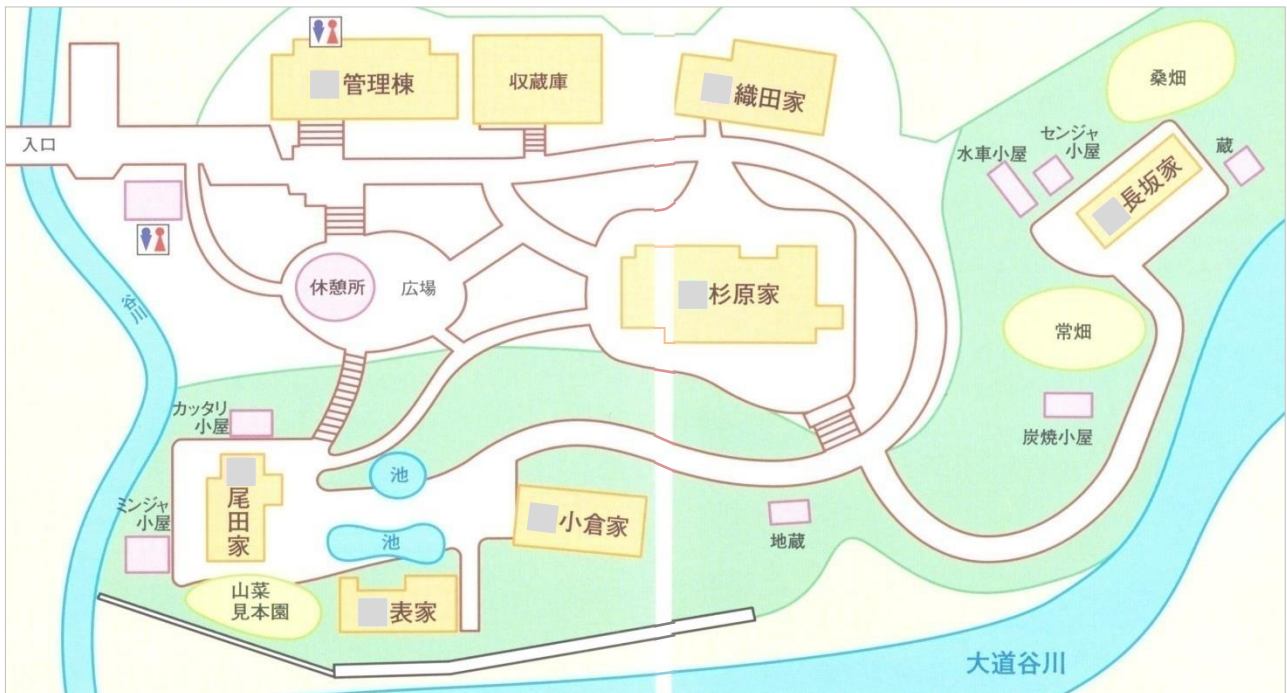 管理棟
収蔵庫
織田家
桑畑
入口
センジャ
小屋
水車小屋
蔵
長坂家
休憩所
広場
杉原家
谷川
常畑
カッタリ
小屋
炭焼小屋
池
尾田家
ミンジャ
小屋
小倉家
地蔵
池
山菜
見本園
表家
大道谷川